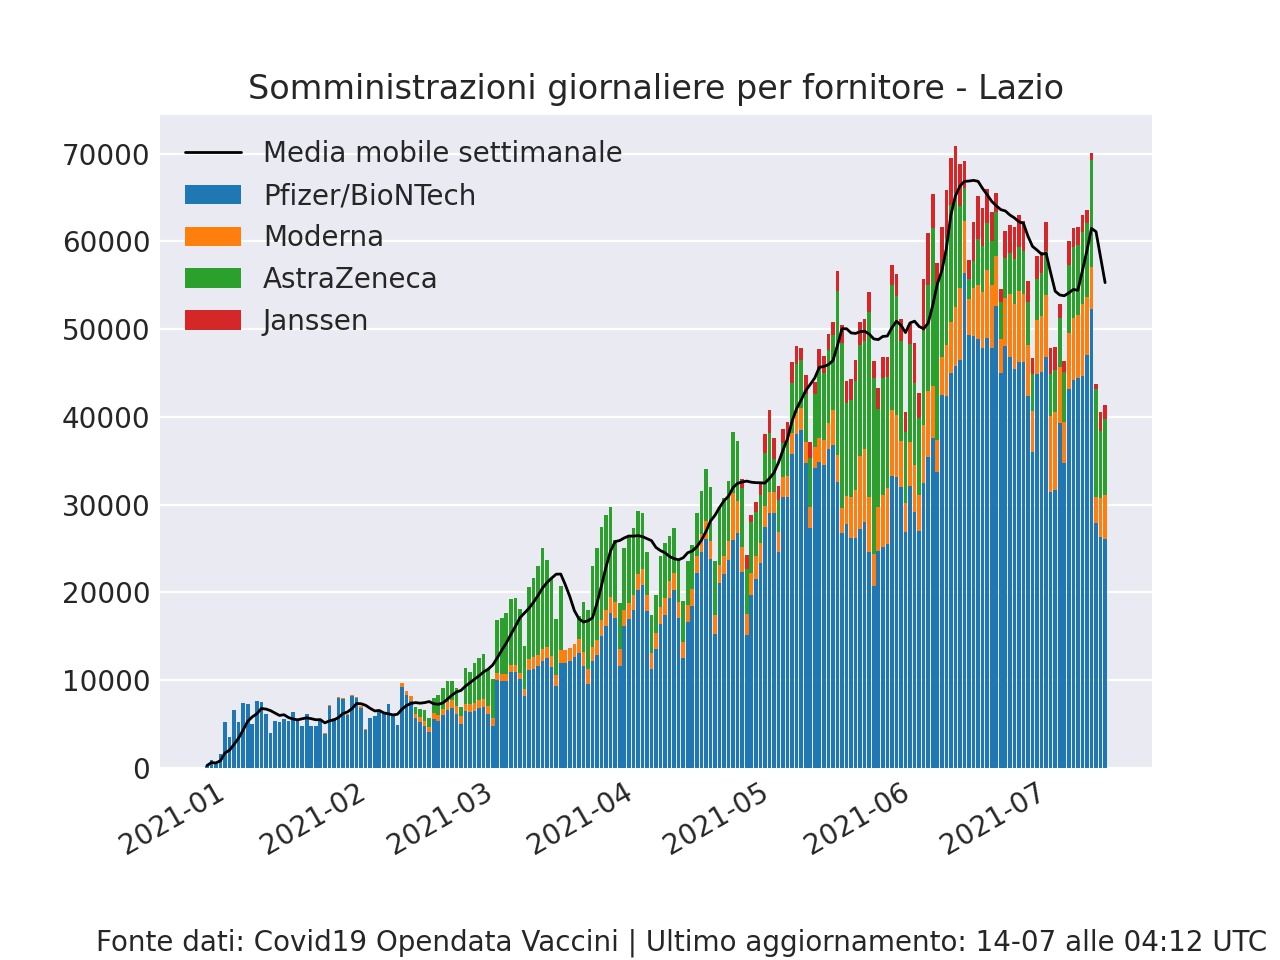 Somministrazioni giornaliere per fornitore - Lazio
Media mobile settimanale
Pfizer/BioNTech
Moderna
AstraZeneca
Janssen
70000
60000
50000
40000
30000
20000
10000
0
2021-01
2021-02
2021-03
2021-04
2021-05
2021-06
2021-07
Fonte dati: Covid19 Opendata Vaccini | Ultimo aggiornamento: 14-07 alle 04:12 UTC